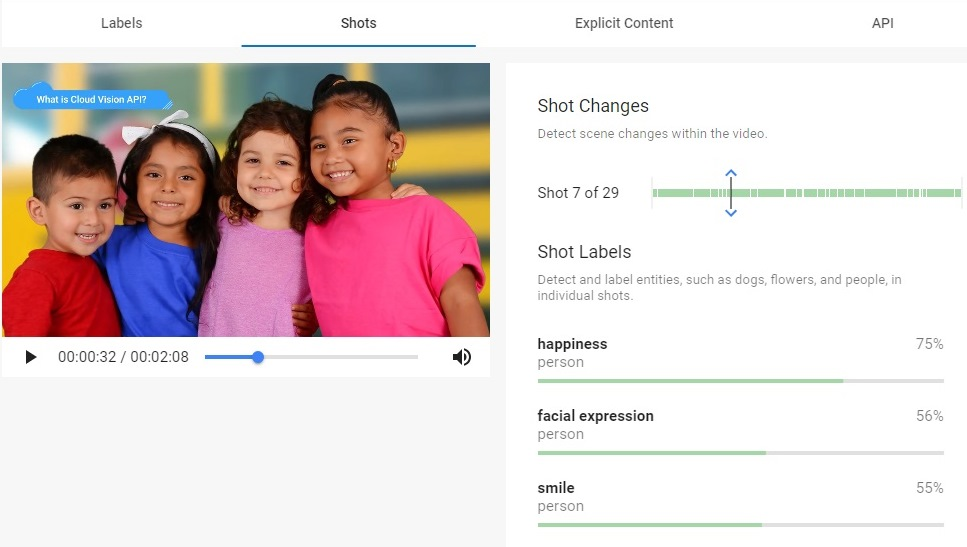 Labels
Shots
Explicit Content
API
What is Cloud Vision API?
00:00:32 / 00:02:08
Shot Changes
Detect scene changes within the video.
Shot 7 of 29
Shot Labels
Detect and label entities, such as dogs, flowers, and people, in
individual shots.
happiness 75%
person
facial expression 56%
person
smile 55%
person